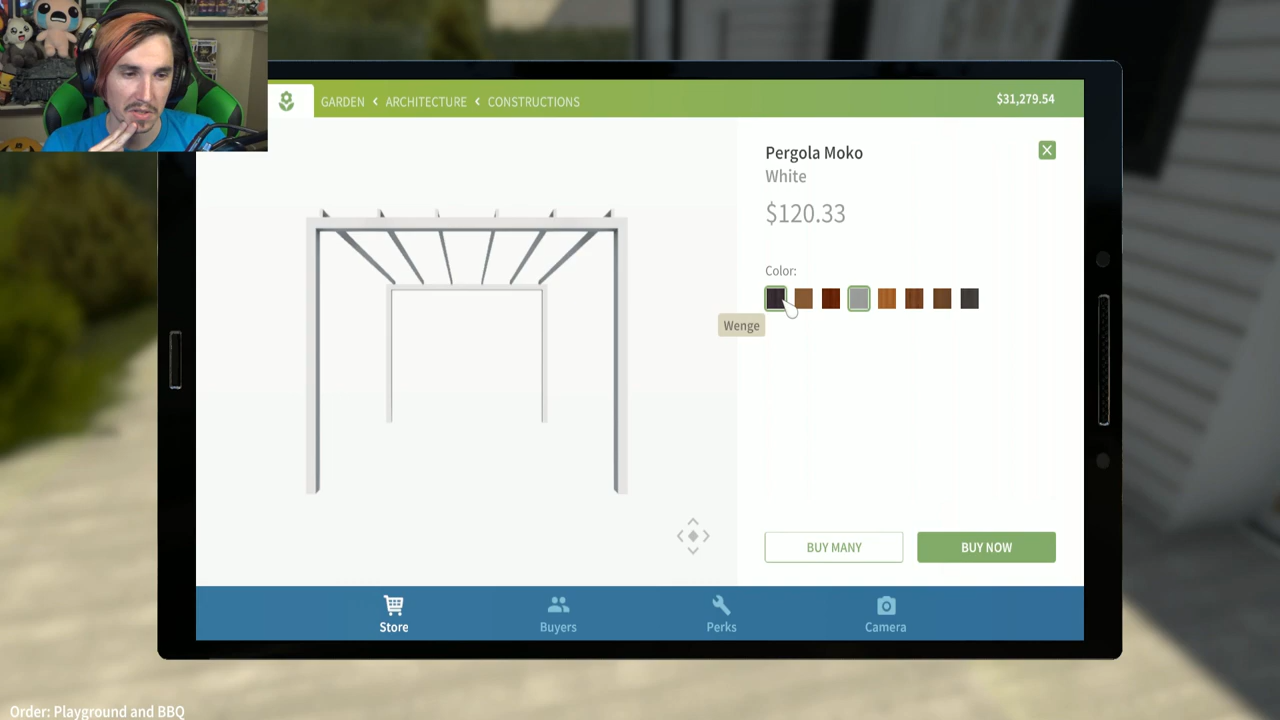 GARDEN < ARCHITECTURE < CONSTRUCTIONS
$31,279.54
Pergola Moko
White
$120.33
Color:
Wenge
BUY MANY
BUY NOW
Store
Buyers
Perks
Camera
Order: Playground and BBQ